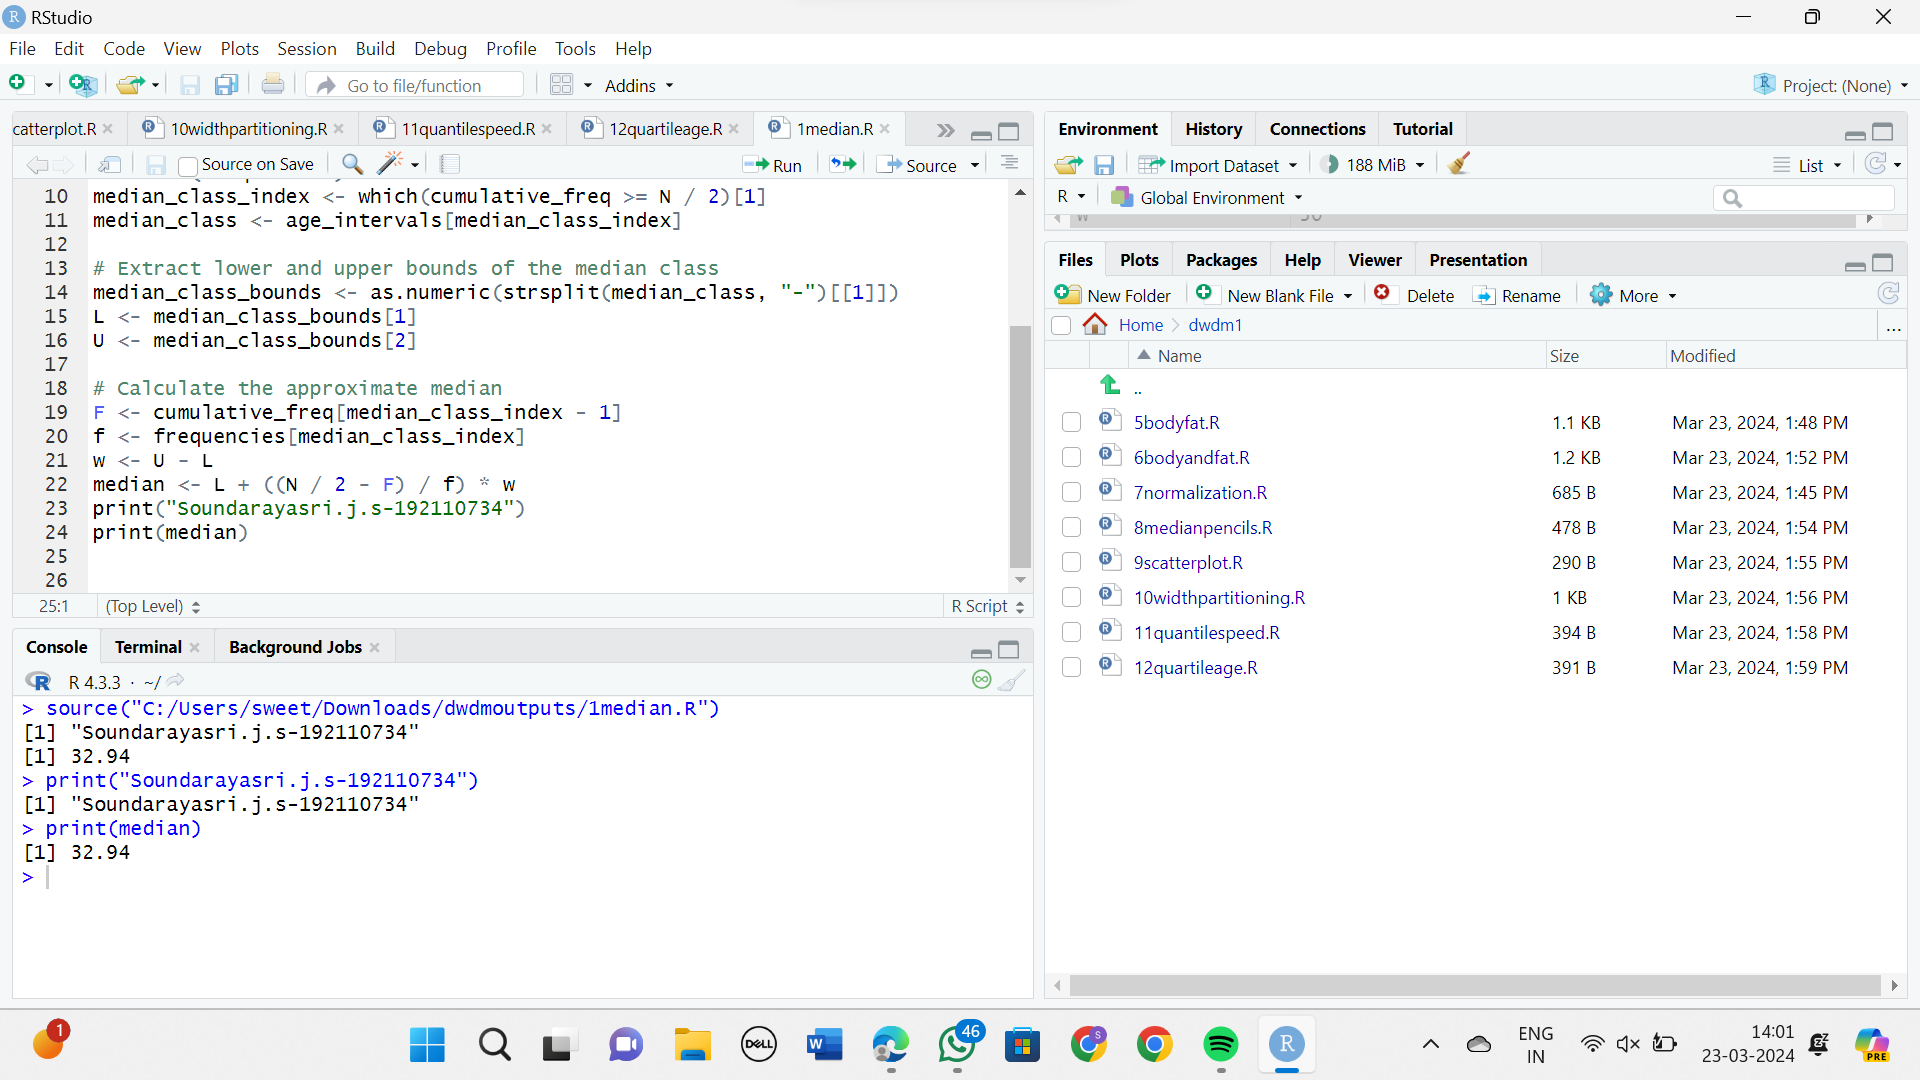 RStudio
File Edit Code View Plots Session Build Debug Profile Tools Help
Go to file/function Addins Project: (None)
catterplot.R 10widthpartitioning.R 11quantilespeed.R 12quartileage.R 1median.R
Source on Save Run Source
10 median_class_index <- which(cumulative_freq >= N / 2)[1]
11 median_class <- age_intervals[median_class_index]
12
13 # Extract lower and upper bounds of the median class
14 median_class_bounds <- as.numeric(strsplit(median_class, "-")[[1]])
15 L <- median_class_bounds[1]
16 U <- median_class_bounds[2]
17
18 # Calculate the approximate median
19 F <- cumulative_freq[median_class_index - 1]
20 f <- frequencies[median_class_index]
21 w <- U - L
22 median <- L + ((N / 2 - F) / f) * w
23 print("Soundarayasri.j.s-192110734")
24 print(median)
25
26
25:1 (Top Level) R Script
Console Terminal Background Jobs
R 4.3.3 · ~/
> source("C:/Users/sweet/Downloads/dwdmoutputs/1median.R")
[1] "Soundarayasri.j.s-192110734"
[1] 32.94
> print("Soundarayasri.j.s-192110734")
[1] "Soundarayasri.j.s-192110734"
> print(median)
[1] 32.94
>
Environment History Connections Tutorial
Import Dataset 188 MiB List
R Global Environment
Files Plots Packages Help Viewer Presentation
New Folder New Blank File Delete Rename More
Home dwdm1 ...
Name Size Modified
..
5bodyfat.R 1.1 KB Mar 23, 2024, 1:48 PM
6bodyandfat.R 1.2 KB Mar 23, 2024, 1:52 PM
7normalization.R 685 B Mar 23, 2024, 1:45 PM
8medianpencils.R 478 B Mar 23, 2024, 1:54 PM
9scatterplot.R 290 B Mar 23, 2024, 1:55 PM
10widthpartitioning.R 1 KB Mar 23, 2024, 1:56 PM
11quantilespeed.R 394 B Mar 23, 2024, 1:58 PM
12quartileage.R 391 B Mar 23, 2024, 1:59 PM
1 DELL W 46 S R
ENG
IN
14:01
23-03-2024
PRE